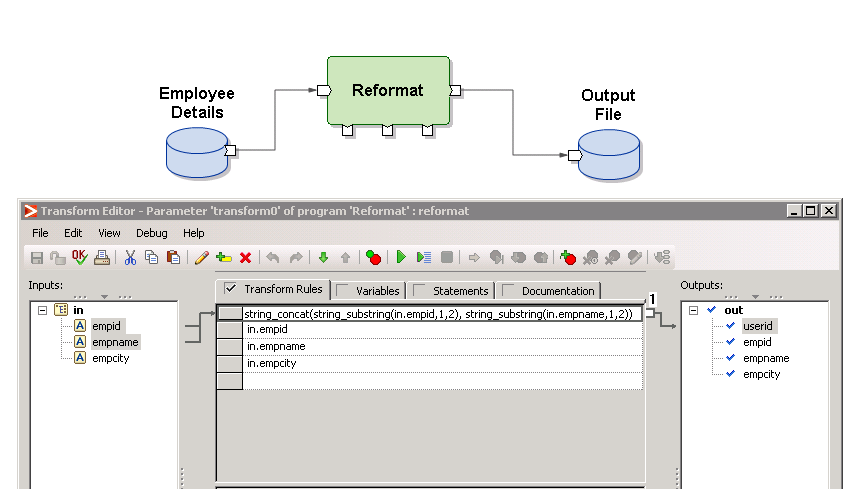 Employee
Details
Reformat
Output
File
Transform Editor - Parameter 'transform0' of program 'Reformat' : reformat
File Edit View Debug Help
OK
Inputs:
in
A empid
A empname
A empcity
Transform Rules Variables Statements Documentation
string_concat(string_substring(in.empid,1,2), string_substring(in.empname,1,2))
in.empid
in.empname
in.empcity
1
Outputs:
out
userid
empid
empname
empcity